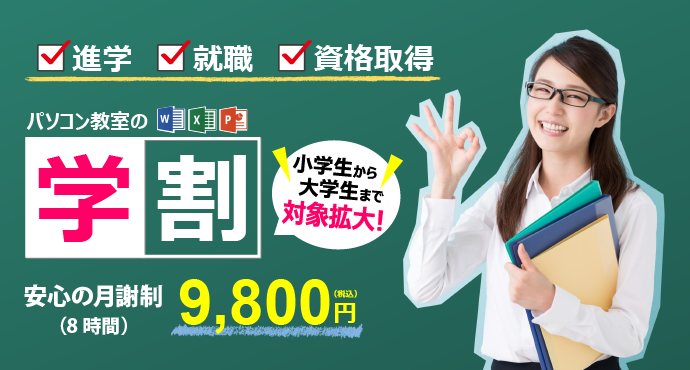 進学 就職 資格取得
パソコン教室の W X P
学割
小学生から
大学生まで
対象拡大!
安心の月謝制
(8時間)
9,800円
(税込)